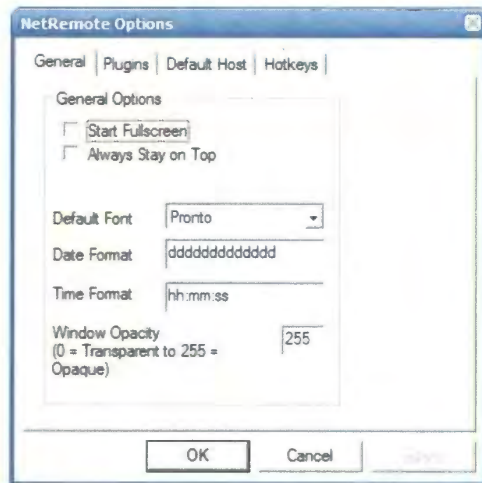 NetRemote Options
General Plugins Default Host Hotkeys
General Options
Start Fullscreen
Always Stay on Top
Default Font Pronto
Date Format ddddddddddddd
Time Format hh:mm:ss
Window Opacity
(0 = Transparent to 255 =
Opaque)
255
OK Cancel